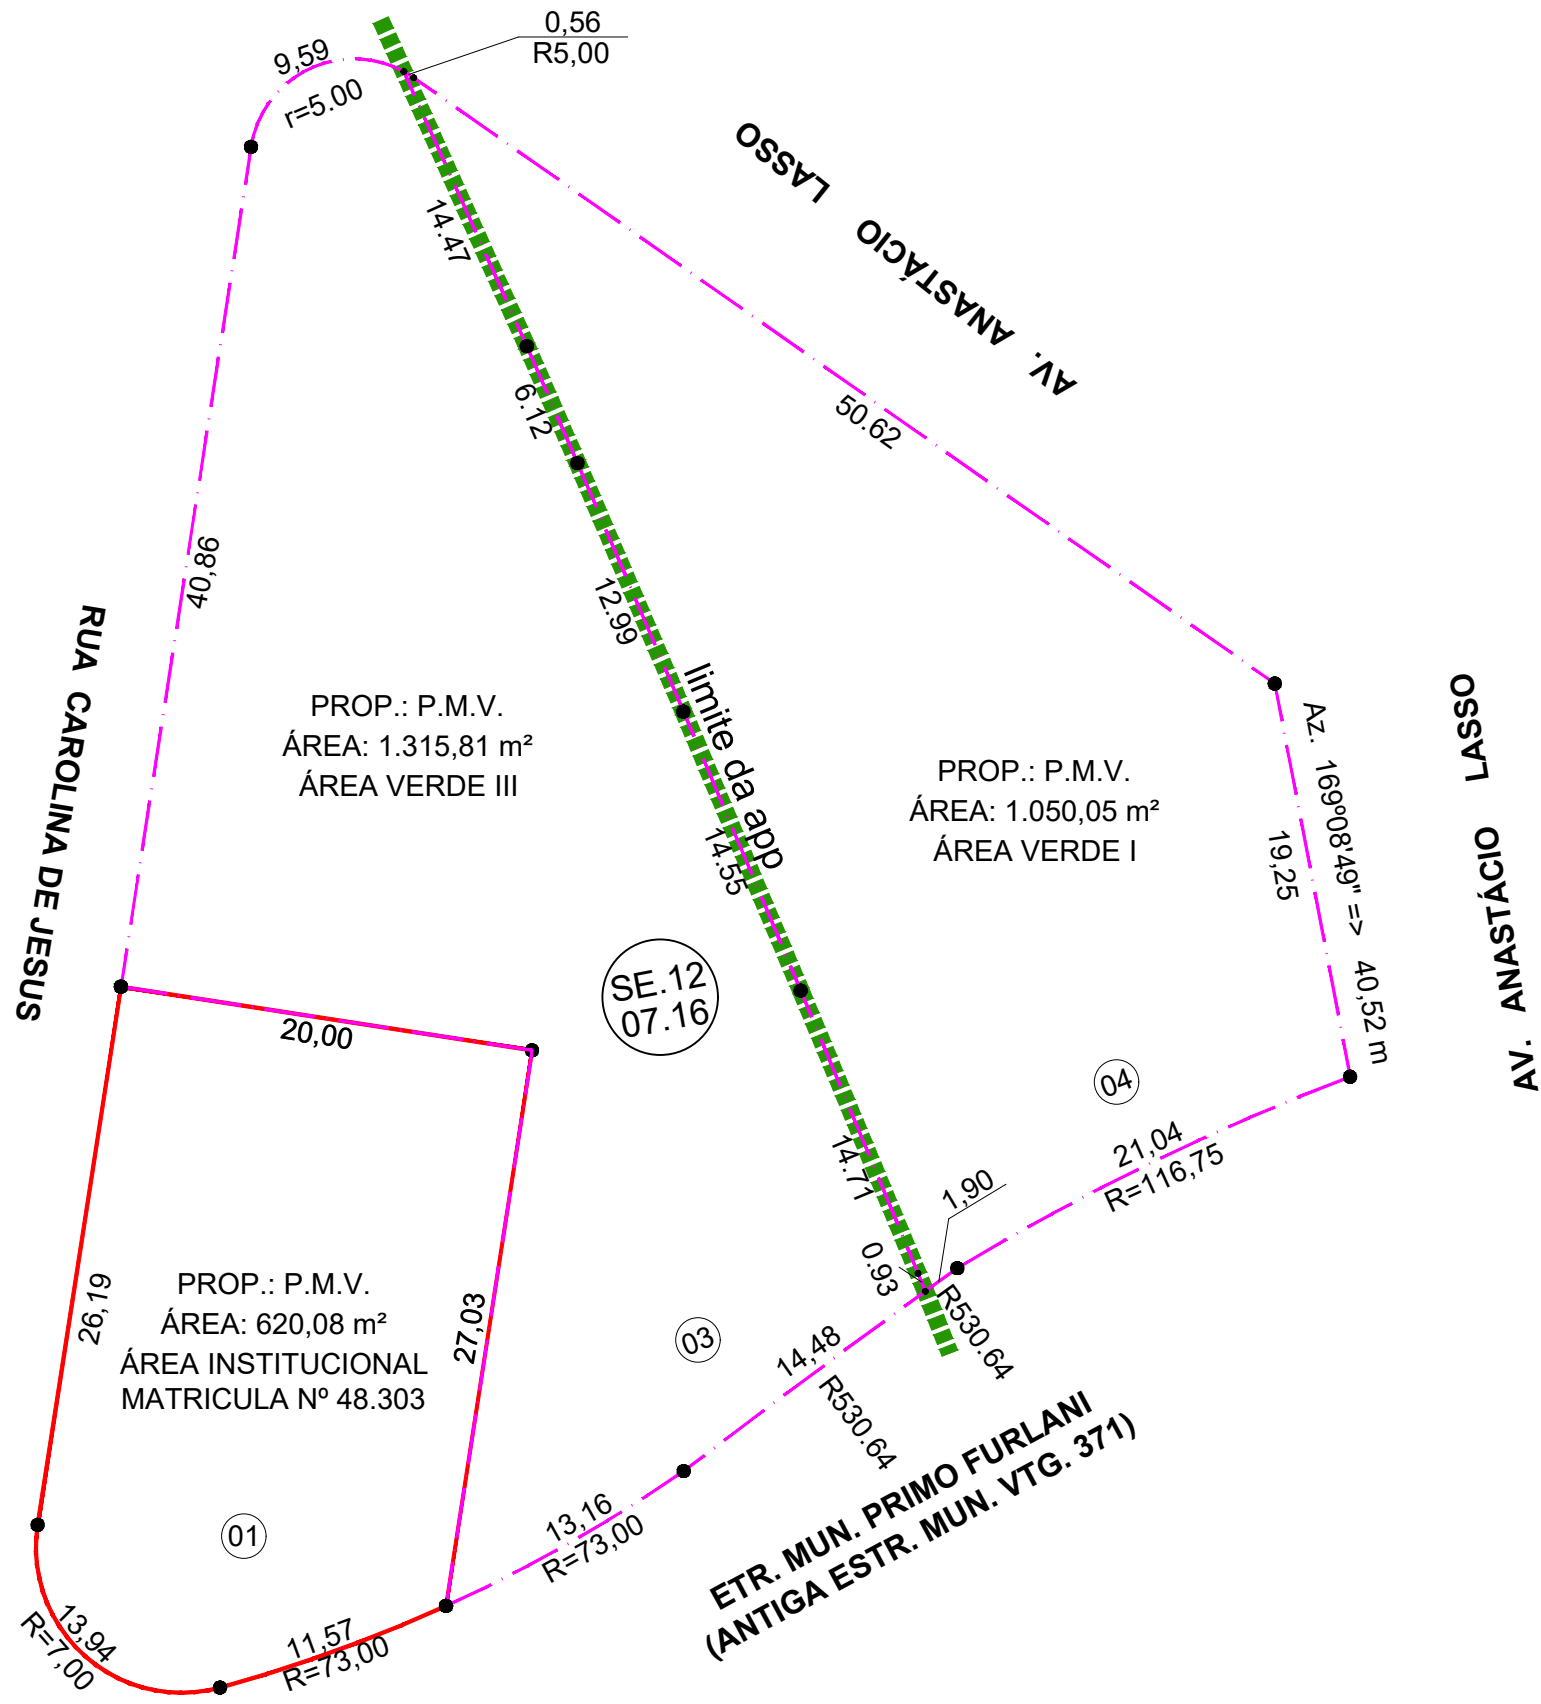 0,56
R5,00
9,59
r=5.00
AV. ANASTÁCIO LASSO
14.47
6.12
50.62
40,86
12.99
RUA CAROLINA DE JESUS
limite da app
PROP.: P.M.V.
ÁREA: 1.315,81 m²
ÁREA VERDE III
PROP.: P.M.V.
ÁREA: 1.050,05 m²
ÁREA VERDE I
Az. 169º08'49" => 40,52 m
19,25
AV. ANASTÁCIO LASSO
14.55
SE.12
07.16
20,00
04
21,04
R=116,75
14.71
1,90
0.93
R530.64
26,19
27,03
PROP.: P.M.V.
ÁREA: 620,08 m²
ÁREA INSTITUCIONAL
MATRICULA Nº 48.303
03
14,48
R530.64
ETR. MUN. PRIMO FURLANI
(ANTIGA ESTR. MUN. VTG. 371)
01
13,16
R=73,00
13,94
R=7,00
11,57
R=73,00